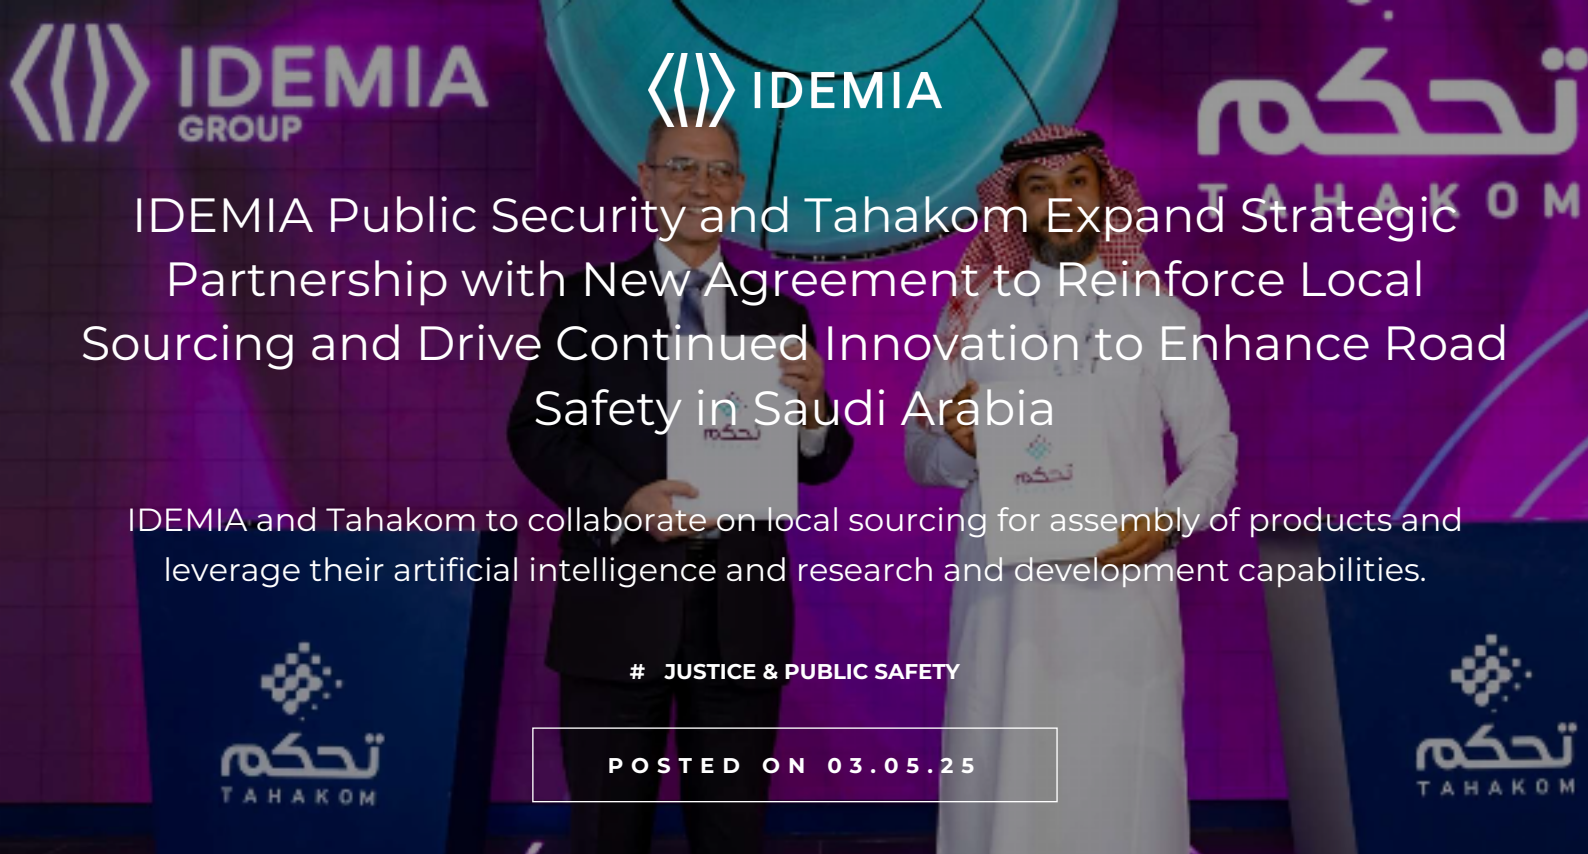 IDEMIA
GROUP
IDEMIA
تحكم
TAHAKOM
IDEMIA Public Security and Tahakom Expand Strategic
Partnership with New Agreement to Reinforce Local
Sourcing and Drive Continued Innovation to Enhance Road
Safety in Saudi Arabia
تحكم
تحكم
IDEMIA and Tahakom to collaborate on local sourcing for assembly of products and
leverage their artificial intelligence and research and development capabilities.
# JUSTICE & PUBLIC SAFETY
POSTED ON 03.05.25
تحكم
TAHAKOM
تحكم
TAHAKOM